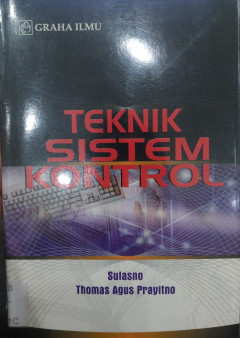 GRAHA ILMU
TEKNIK
SISTEM
KONTROL
Sulasno
Thomas Agus Prayitno